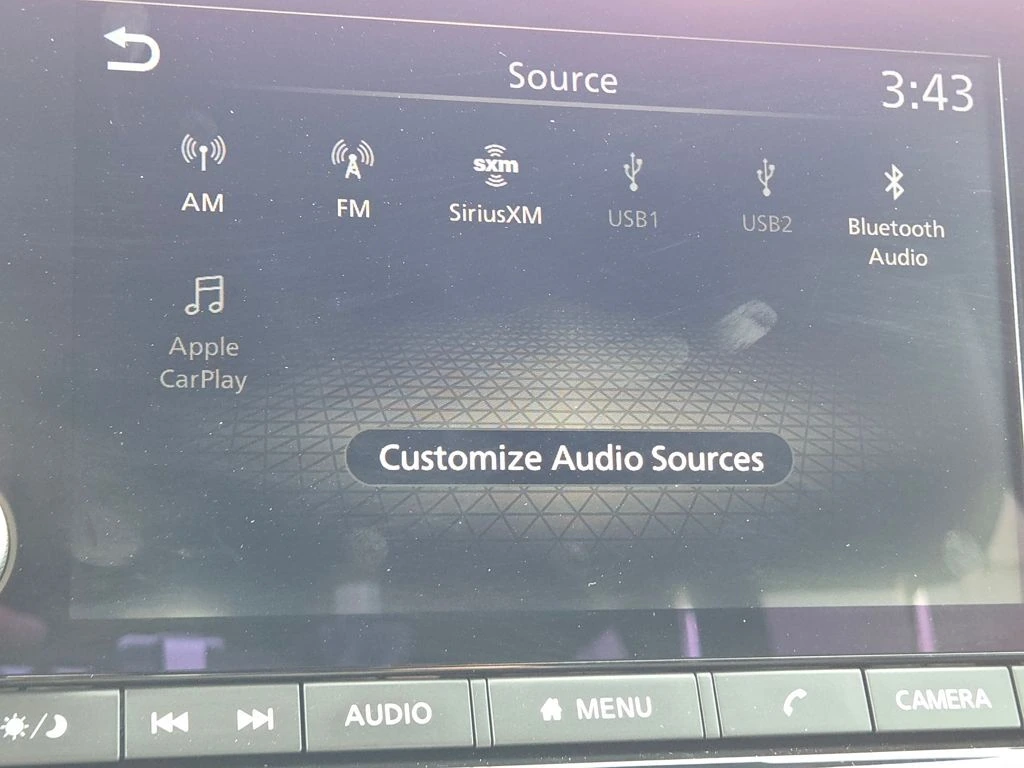 Source
3:43
AM
FM
sxm
SiriusXM
USB1
USB2
Bluetooth
Audio
Apple
CarPlay
Customize Audio Sources
AUDIO
MENU
CAMERA